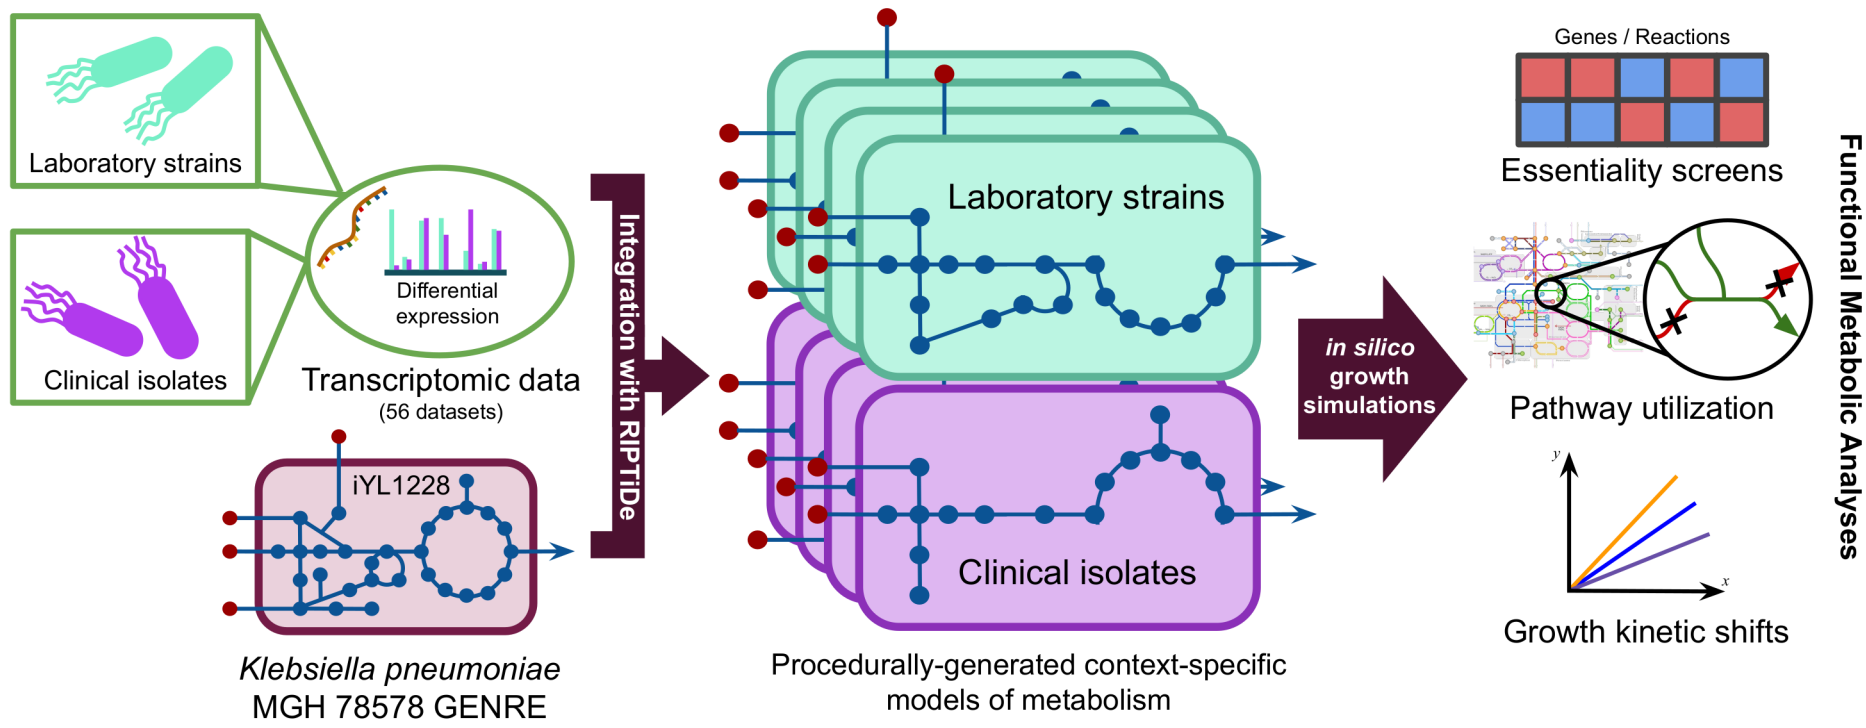 Laboratory strains
Clinical isolates
Differential
expression
Transcriptomic data
(56 datasets)
iYL1228
Klebsiella pneumoniae
MGH 78578 GENRE
Integration with RIPTiDe
Laboratory strains
Clinical isolates
Procedurally-generated context-specific
models of metabolism
in silico
growth
simulations
Genes / Reactions
Essentiality screens
Pathway utilization
y
x
Growth kinetic shifts
Functional Metabolic Analyses